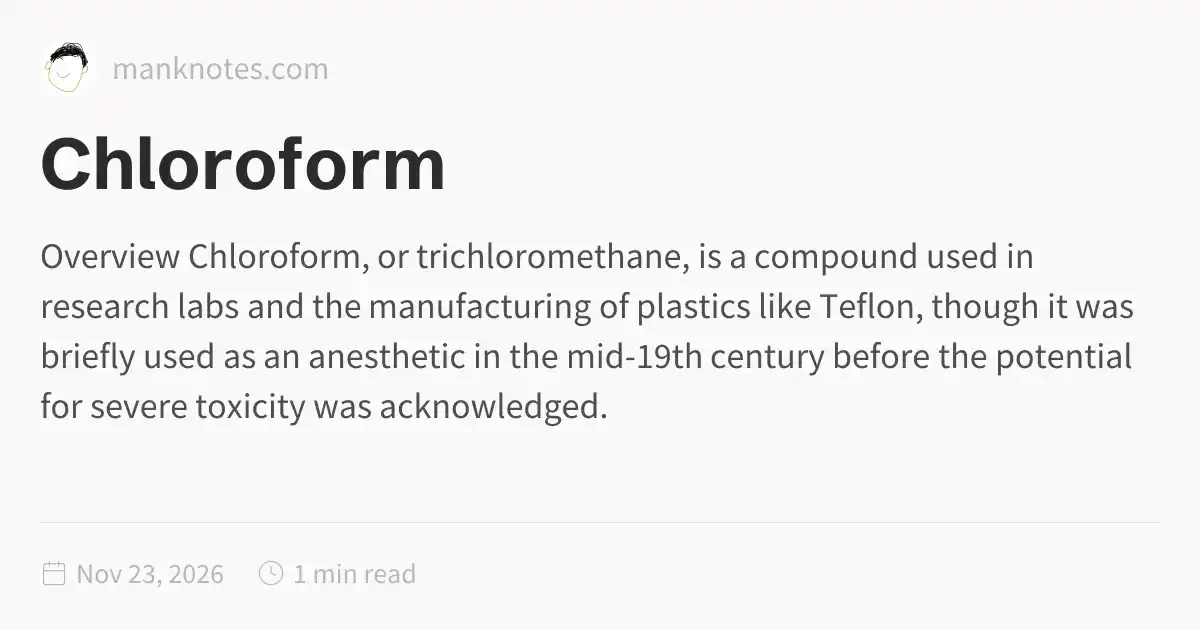 manknotes.com
Chloroform
Overview Chloroform, or trichloromethane, is a compound used in
research labs and the manufacturing of plastics like Teflon, though it was
briefly used as an anesthetic in the mid-19th century before the potential
for severe toxicity was acknowledged.
Nov 23, 2026 1 min read